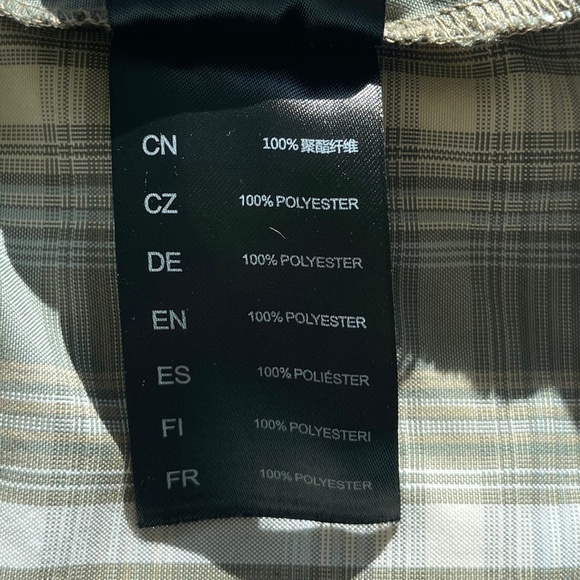 CN 100% 聚酯纤维
CZ 100% POLYESTER
DE 100% POLYESTER
EN 100% POLYESTER
ES 100% POLIÉSTER
FI 100% POLYESTERI
FR 100% POLYESTER